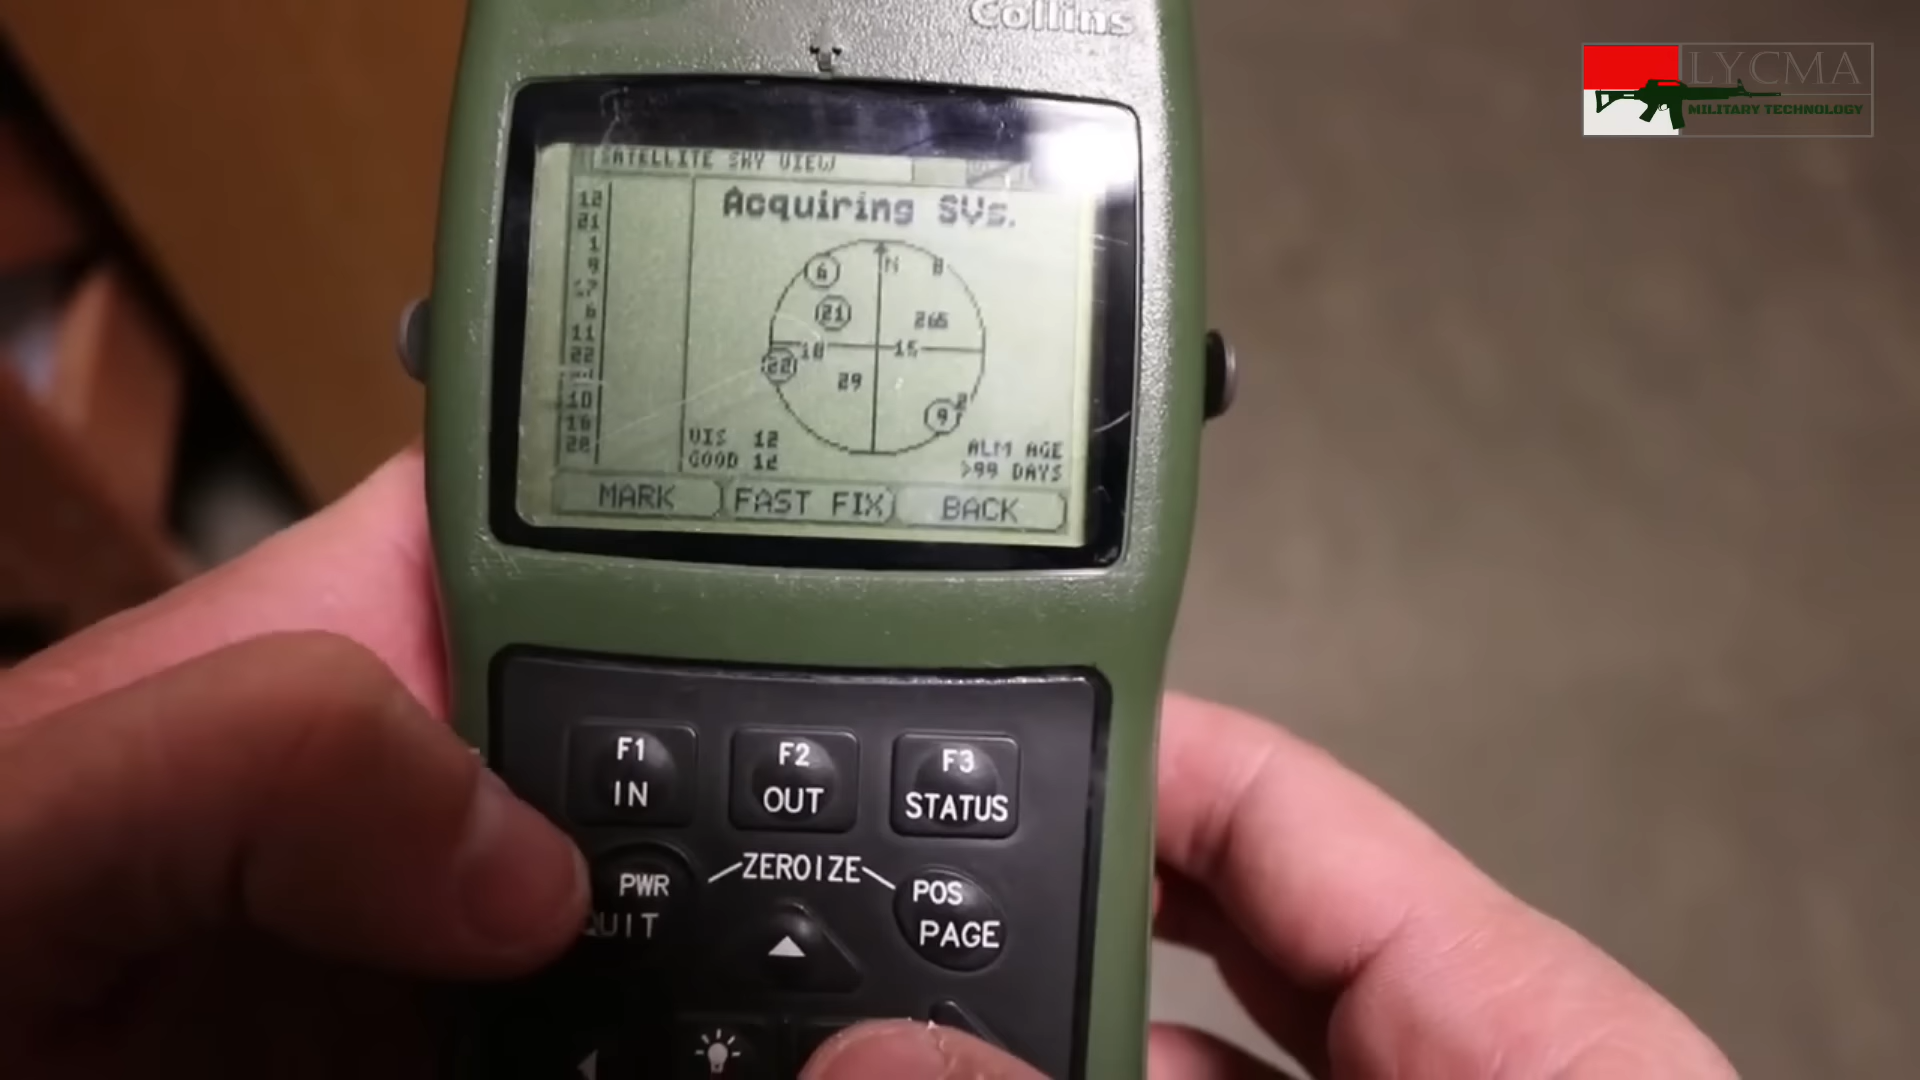 Collins
LYCMA
MILITARY TECHNOLOGY
SATELLITE SKY VIEW
Acquiring SVs.
12
21
1
9
17
6
11
22
10
N
8
6
21
265
22
18
15
29
9
2
VIS 12
GOOD 12
ALM AGE
>99 DAYS
MARK FAST FIX BACK
F1 F2 F3
IN OUT STATUS
ZEROIZE
PWR
QUIT
POS
PAGE